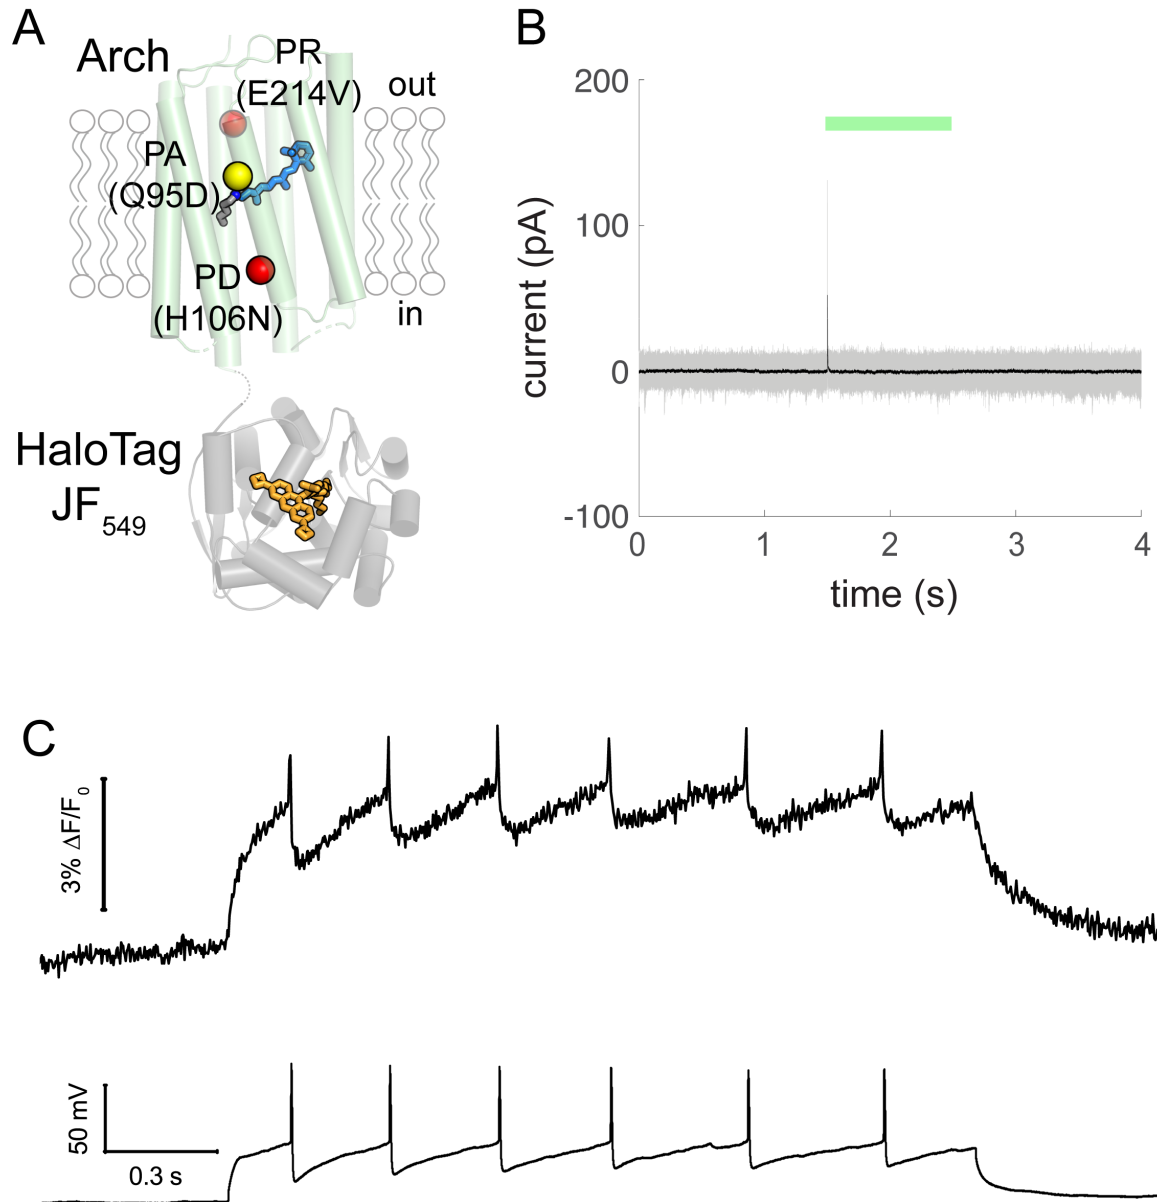 A
Arch
PR
(E214V)
out
PA
(Q95D)
PD
(H106N)
in
HaloTag
JF549
B
200
100
0
-100
current (pA)
0 1 2 3 4
time (s)
C
3% ΔF/F0
50 mV
0.3 s